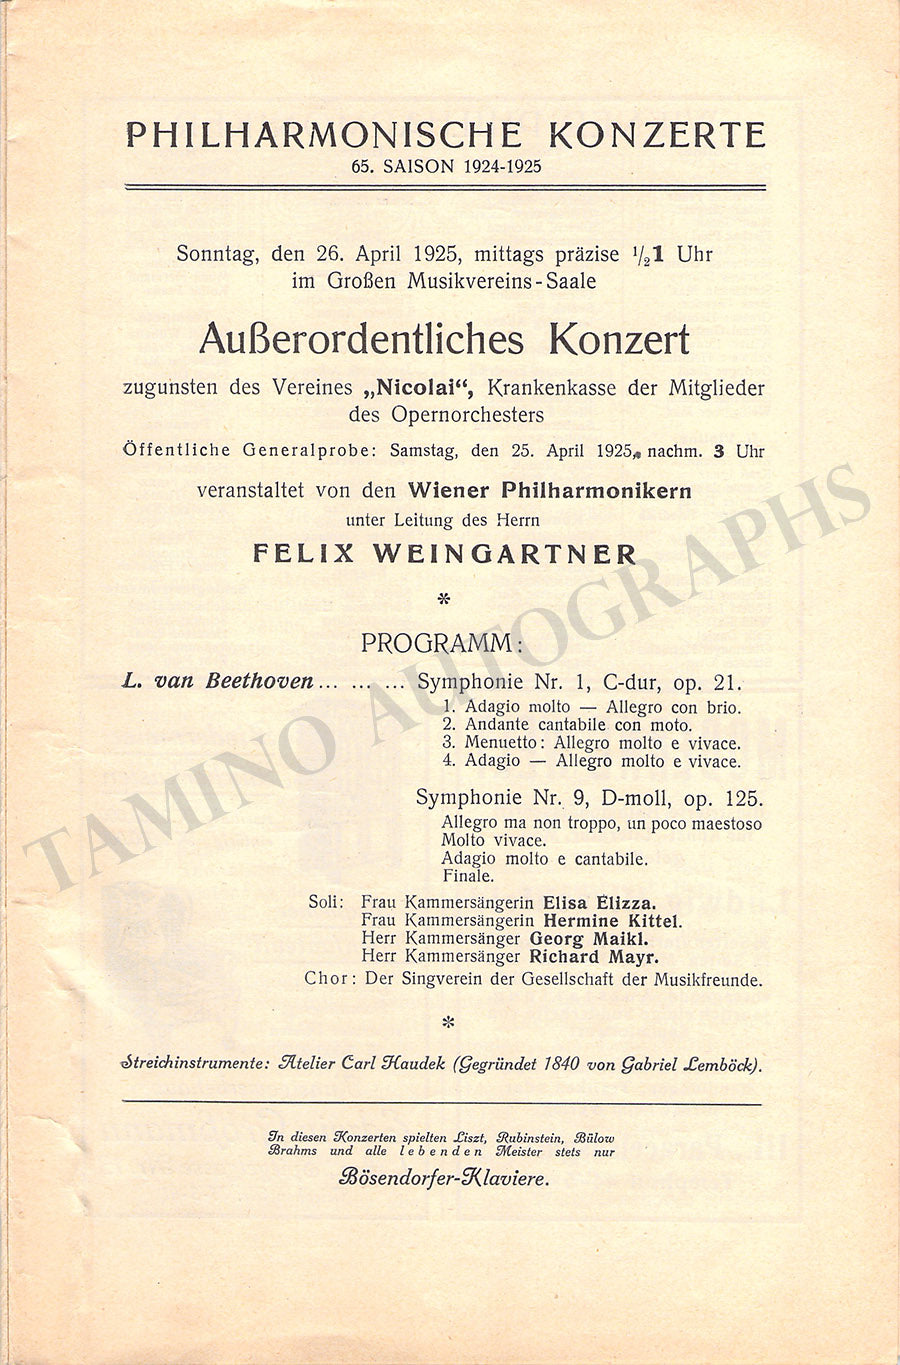 PHILHARMONISCHE KONZERTE
65. SAISON 1924-1925
Sonntag, den 26. April 1925, mittags präzise ½1 Uhr
im Großen Musikvereins-Saale
Außerordentliches Konzert
zugunsten des Vereines „Nicolai“, Krankenkasse der Mitglieder
des Opernorchesters
Öffentliche Generalprobe: Samstag, den 25. April 1925, nachm. 3 Uhr
veranstaltet von den Wiener Philharmonikern
unter Leitung des Herrn
FELIX WEINGARTNER
*
PROGRAMM:
L. van Beethoven ... ... ... Symphonie Nr. 1, C-dur, op. 21.
1. Adagio molto — Allegro con brio.
2. Andante cantabile con moto.
3. Menuetto: Allegro molto e vivace.
4. Adagio — Allegro molto e vivace.
Symphonie Nr. 9, D-moll, op. 125.
Allegro ma non troppo, un poco maestoso
Molto vivace.
Adagio molto e cantabile.
Finale.
Soli: Frau Kammersängerin Elisa Elizza.
Frau Kammersängerin Hermine Kittel.
Herr Kammersänger Georg Maikl.
Herr Kammersänger Richard Mayr.
Chor: Der Singverein der Gesellschaft der Musikfreunde.
*
Streichinstrumente: Atelier Carl Haudek (Gegründet 1840 von Gabriel Lemböck).
In diesen Konzerten spielten Liszt, Rubinstein, Bülow
Brahms und alle lebenden Meister stets nur
Bösendorfer-Klaviere.
TAMINO AUTOGRAPHS